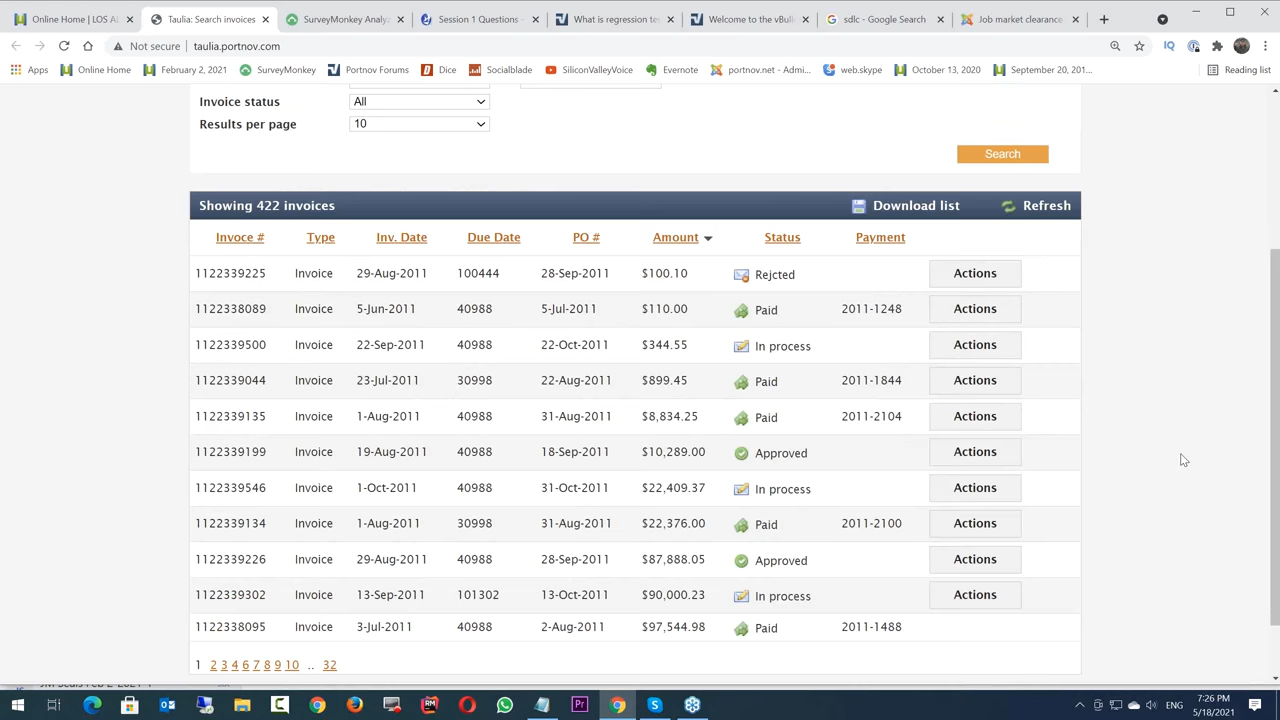 LOS Al
Taulia: Search invoices
SurveyMonkey Analy
Session 1 Questions -
What is regression te
Welcome to the vBull
sdlc - Google Search
Job market clearance
Not secure taulia.portnov.com
IQ
Apps Online Home February 2, 2021 SurveyMonkey Portnov Forums Dice Socialblade SiliconValleyVoice Evernote portnov.net - Admi... web.skype October 13, 2020 September 20, 201... Reading list
Invoice status All
Results per page 10
Search
Showing 422 invoices Download list Refresh
Invoce # Type Inv. Date Due Date PO # Amount Status Payment
1122339225 Invoice 29-Aug-2011 100444 28-Sep-2011 $100.10 Rejcted Actions
1122338089 Invoice 5-Jun-2011 40988 5-Jul-2011 $110.00 Paid 2011-1248 Actions
1122339500 Invoice 22-Sep-2011 40988 22-Oct-2011 $344.55 In process Actions
1122339044 Invoice 23-Jul-2011 30998 22-Aug-2011 $899.45 Paid 2011-1844 Actions
1122339135 Invoice 1-Aug-2011 40988 31-Aug-2011 $8,834.25 Paid 2011-2104 Actions
1122339199 Invoice 19-Aug-2011 40988 18-Sep-2011 $10,289.00 Approved Actions
1122339546 Invoice 1-Oct-2011 40988 31-Oct-2011 $22,409.37 In process Actions
1122339134 Invoice 1-Aug-2011 30998 31-Aug-2011 $22,376.00 Paid 2011-2100 Actions
1122339226 Invoice 29-Aug-2011 40988 28-Sep-2011 $87,888.05 Approved Actions
1122339302 Invoice 13-Sep-2011 101302 13-Oct-2011 $90,000.23 In process Actions
1122338095 Invoice 3-Jul-2011 40988 2-Aug-2011 $97,544.98 Paid 2011-1488
1 2 3 4 5 6 7 8 9 10 .. 32
ENG
7:26 PM
5/18/2021